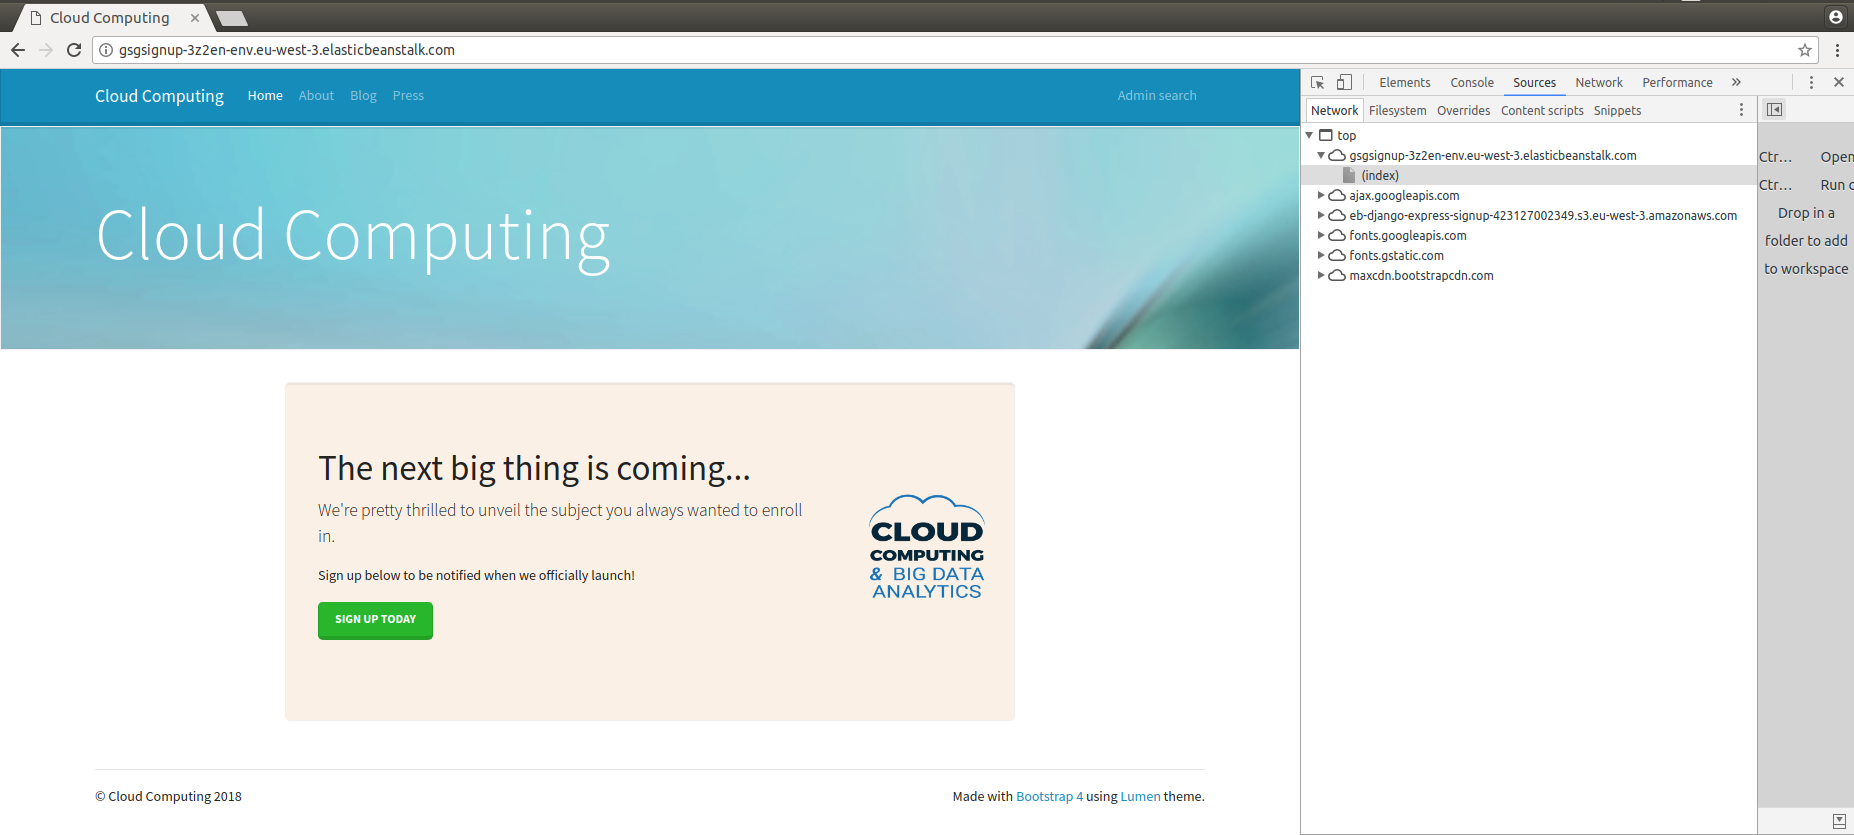 Cloud Computing
gsgsignup-3z2en-env.eu-west-3.elasticbeanstalk.com
Cloud Computing Home About Blog Press Admin search
Cloud Computing
The next big thing is coming...
We're pretty thrilled to unveil the subject you always wanted to enroll
in.
Sign up below to be notified when we officially launch!
SIGN UP TODAY
CLOUD
COMPUTING
& BIG DATA
ANALYTICS
© Cloud Computing 2018
Made with Bootstrap 4 using Lumen theme.
Elements Console Sources Network Performance »
Network Filesystem Overrides Content scripts Snippets
top
gsgsignup-3z2en-env.eu-west-3.elasticbeanstalk.com
(index)
ajax.googleapis.com
eb-django-express-signup-423127002349.s3.eu-west-3.amazonaws.com
fonts.googleapis.com
fonts.gstatic.com
maxcdn.bootstrapcdn.com
Ctr... Open
Ctr... Run c
Drop in a
folder to add
to workspace